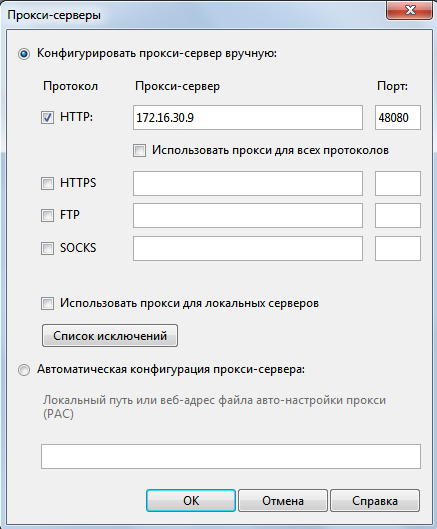 Прокси-серверы
Конфигурировать прокси-сервер вручную:
Протокол Прокси-сервер Порт:
HTTP: 172.16.30.9 48080
Использовать прокси для всех протоколов
HTTPS
FTP
SOCKS
Использовать прокси для локальных серверов
Список исключений
Автоматическая конфигурация прокси-сервера:
Локальный путь или веб-адрес файла авто-настройки прокси
(PAC)
OK Отмена Справка